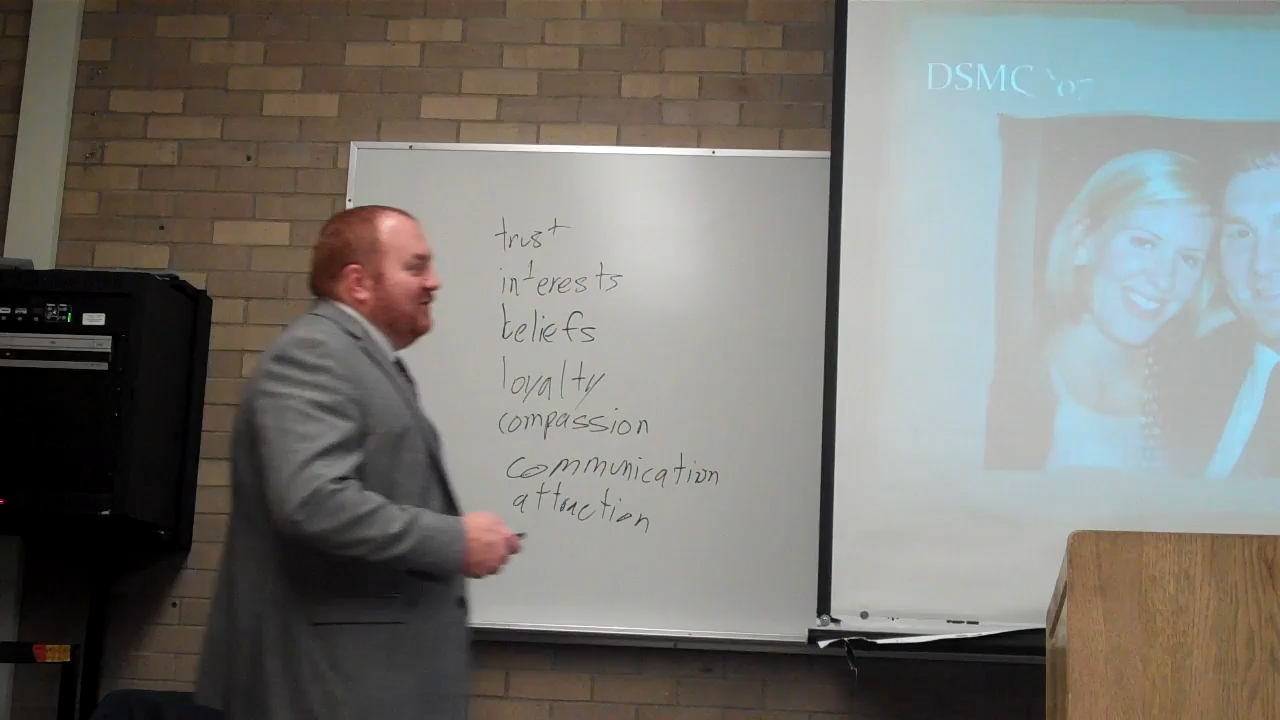 trust
interests
beliefs
loyalty
compassion
communication
attraction
DSMC '07